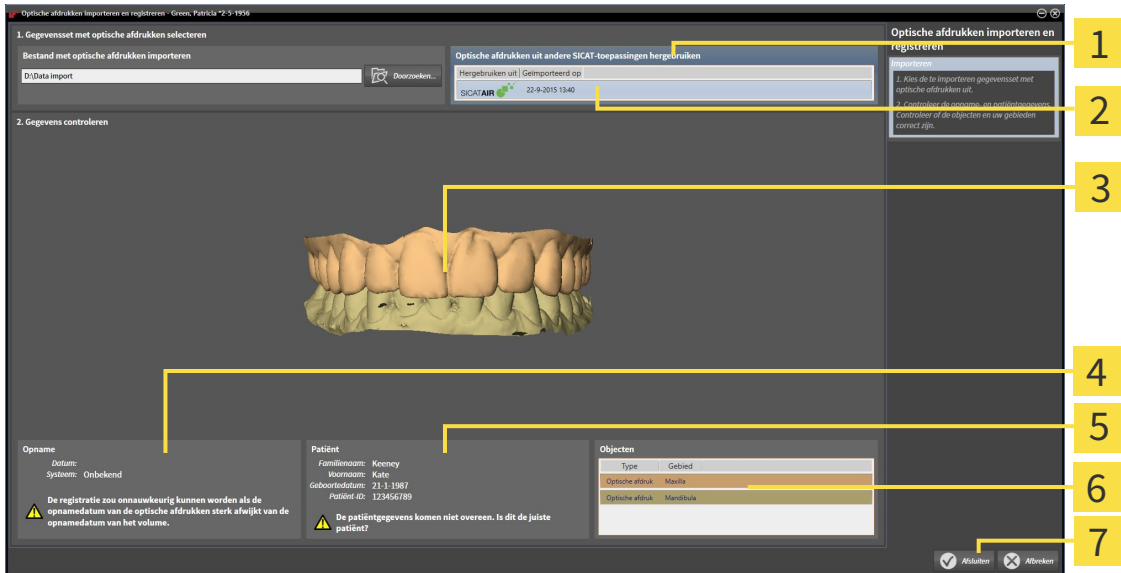 Optische afdrukken importeren en registreren - Green, Patricia *2-5-1956
1. Gegevensset met optische afdrukken selecteren
Bestand met optische afdrukken importeren
D:\Data import
Doorzoeken...
Optische afdrukken uit andere SICAT-toepassingen hergebruiken
Hergebruiken uit Geïmporteerd op
SICATAIR 22-9-2015 13:40
Optische afdrukken importeren en
registreren
Importeren
1. Kies de te importeren gegevensset met
optische afdrukken uit.
2. Controleer de opname- en patiëntgegevens.
Controleer of de objecten en uw gebieden
correct zijn.
2. Gegevens controleren
Opname
Datum:
Systeem: Onbekend
De registratie zou onnauwkeurig kunnen worden als de
opnamedatum van de optische afdrukken sterk afwijkt van de
opnamedatum van het volume.
Patiënt
Familienaam: Keeney
Voornaam: Kate
Geboortedatum: 21-1-1987
Patiënt-ID: 123456789
De patiëntgegevens komen niet overeen. Is dit de juiste
patiënt?
Objecten
Type Gebied
Optische afdruk Maxilla
Optische afdruk Mandibula
Afsluiten
Afbreken
1
2
3
4
5
6
7